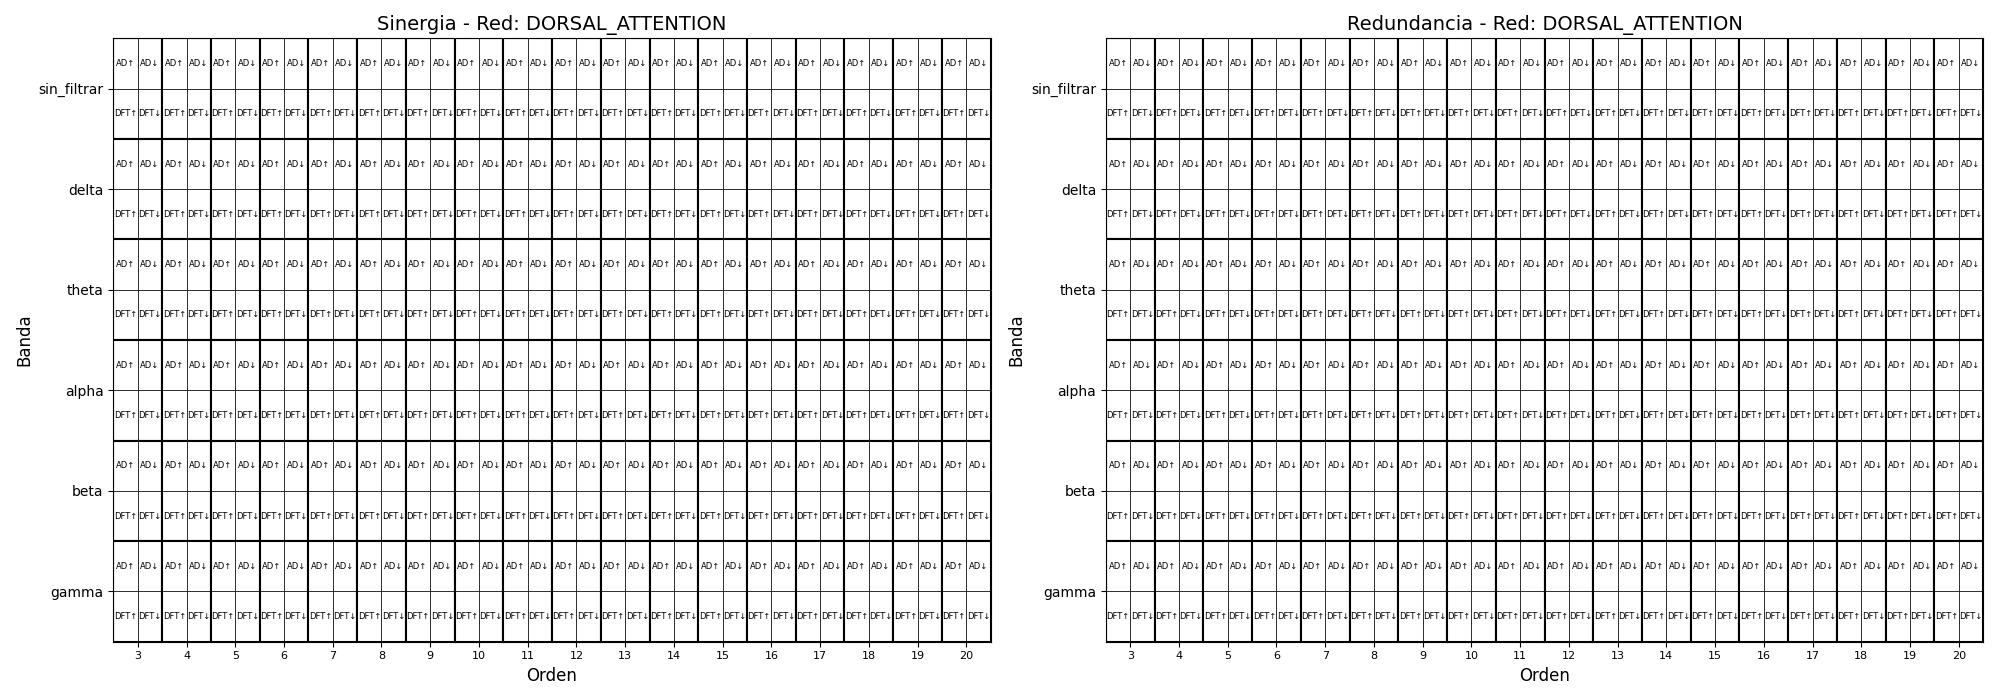 Sinergia - Red: DORSAL_ATTENTION
Banda
AD↑ AD↓ AD↑ AD↓ AD↑ AD↓ AD↑ AD↓ AD↑ AD↓ AD↑ AD↓ AD↑ AD↓ AD↑ AD↓ AD↑ AD↓ AD↑ AD↓ AD↑ AD↓ AD↑ AD↓ AD↑ AD↓ AD↑ AD↓ AD↑ AD↓ AD↑ AD↓ AD↑ AD↓ AD↑ AD↓
sin_filtrar
DFT↑ DFT↓ DFT↑ DFT↓ DFT↑ DFT↓ DFT↑ DFT↓ DFT↑ DFT↓ DFT↑ DFT↓ DFT↑ DFT↓ DFT↑ DFT↓ DFT↑ DFT↓ DFT↑ DFT↓ DFT↑ DFT↓ DFT↑ DFT↓ DFT↑ DFT↓ DFT↑ DFT↓ DFT↑ DFT↓ DFT↑ DFT↓ DFT↑ DFT↓ DFT↑ DFT↓
AD↑ AD↓ AD↑ AD↓ AD↑ AD↓ AD↑ AD↓ AD↑ AD↓ AD↑ AD↓ AD↑ AD↓ AD↑ AD↓ AD↑ AD↓ AD↑ AD↓ AD↑ AD↓ AD↑ AD↓ AD↑ AD↓ AD↑ AD↓ AD↑ AD↓ AD↑ AD↓ AD↑ AD↓ AD↑ AD↓
delta
DFT↑ DFT↓ DFT↑ DFT↓ DFT↑ DFT↓ DFT↑ DFT↓ DFT↑ DFT↓ DFT↑ DFT↓ DFT↑ DFT↓ DFT↑ DFT↓ DFT↑ DFT↓ DFT↑ DFT↓ DFT↑ DFT↓ DFT↑ DFT↓ DFT↑ DFT↓ DFT↑ DFT↓ DFT↑ DFT↓ DFT↑ DFT↓ DFT↑ DFT↓ DFT↑ DFT↓
AD↑ AD↓ AD↑ AD↓ AD↑ AD↓ AD↑ AD↓ AD↑ AD↓ AD↑ AD↓ AD↑ AD↓ AD↑ AD↓ AD↑ AD↓ AD↑ AD↓ AD↑ AD↓ AD↑ AD↓ AD↑ AD↓ AD↑ AD↓ AD↑ AD↓ AD↑ AD↓ AD↑ AD↓ AD↑ AD↓
theta
DFT↑ DFT↓ DFT↑ DFT↓ DFT↑ DFT↓ DFT↑ DFT↓ DFT↑ DFT↓ DFT↑ DFT↓ DFT↑ DFT↓ DFT↑ DFT↓ DFT↑ DFT↓ DFT↑ DFT↓ DFT↑ DFT↓ DFT↑ DFT↓ DFT↑ DFT↓ DFT↑ DFT↓ DFT↑ DFT↓ DFT↑ DFT↓ DFT↑ DFT↓ DFT↑ DFT↓
AD↑ AD↓ AD↑ AD↓ AD↑ AD↓ AD↑ AD↓ AD↑ AD↓ AD↑ AD↓ AD↑ AD↓ AD↑ AD↓ AD↑ AD↓ AD↑ AD↓ AD↑ AD↓ AD↑ AD↓ AD↑ AD↓ AD↑ AD↓ AD↑ AD↓ AD↑ AD↓ AD↑ AD↓ AD↑ AD↓
alpha
DFT↑ DFT↓ DFT↑ DFT↓ DFT↑ DFT↓ DFT↑ DFT↓ DFT↑ DFT↓ DFT↑ DFT↓ DFT↑ DFT↓ DFT↑ DFT↓ DFT↑ DFT↓ DFT↑ DFT↓ DFT↑ DFT↓ DFT↑ DFT↓ DFT↑ DFT↓ DFT↑ DFT↓ DFT↑ DFT↓ DFT↑ DFT↓ DFT↑ DFT↓ DFT↑ DFT↓
AD↑ AD↓ AD↑ AD↓ AD↑ AD↓ AD↑ AD↓ AD↑ AD↓ AD↑ AD↓ AD↑ AD↓ AD↑ AD↓ AD↑ AD↓ AD↑ AD↓ AD↑ AD↓ AD↑ AD↓ AD↑ AD↓ AD↑ AD↓ AD↑ AD↓ AD↑ AD↓ AD↑ AD↓ AD↑ AD↓
beta
DFT↑ DFT↓ DFT↑ DFT↓ DFT↑ DFT↓ DFT↑ DFT↓ DFT↑ DFT↓ DFT↑ DFT↓ DFT↑ DFT↓ DFT↑ DFT↓ DFT↑ DFT↓ DFT↑ DFT↓ DFT↑ DFT↓ DFT↑ DFT↓ DFT↑ DFT↓ DFT↑ DFT↓ DFT↑ DFT↓ DFT↑ DFT↓ DFT↑ DFT↓ DFT↑ DFT↓
AD↑ AD↓ AD↑ AD↓ AD↑ AD↓ AD↑ AD↓ AD↑ AD↓ AD↑ AD↓ AD↑ AD↓ AD↑ AD↓ AD↑ AD↓ AD↑ AD↓ AD↑ AD↓ AD↑ AD↓ AD↑ AD↓ AD↑ AD↓ AD↑ AD↓ AD↑ AD↓ AD↑ AD↓ AD↑ AD↓
gamma
DFT↑ DFT↓ DFT↑ DFT↓ DFT↑ DFT↓ DFT↑ DFT↓ DFT↑ DFT↓ DFT↑ DFT↓ DFT↑ DFT↓ DFT↑ DFT↓ DFT↑ DFT↓ DFT↑ DFT↓ DFT↑ DFT↓ DFT↑ DFT↓ DFT↑ DFT↓ DFT↑ DFT↓ DFT↑ DFT↓ DFT↑ DFT↓ DFT↑ DFT↓ DFT↑ DFT↓
3 4 5 6 7 8 9 10 11 12 13 14 15 16 17 18 19 20
Orden
Redundancia - Red: DORSAL_ATTENTION
Banda
AD↑ AD↓ AD↑ AD↓ AD↑ AD↓ AD↑ AD↓ AD↑ AD↓ AD↑ AD↓ AD↑ AD↓ AD↑ AD↓ AD↑ AD↓ AD↑ AD↓ AD↑ AD↓ AD↑ AD↓ AD↑ AD↓ AD↑ AD↓ AD↑ AD↓ AD↑ AD↓ AD↑ AD↓ AD↑ AD↓
sin_filtrar
DFT↑ DFT↓ DFT↑ DFT↓ DFT↑ DFT↓ DFT↑ DFT↓ DFT↑ DFT↓ DFT↑ DFT↓ DFT↑ DFT↓ DFT↑ DFT↓ DFT↑ DFT↓ DFT↑ DFT↓ DFT↑ DFT↓ DFT↑ DFT↓ DFT↑ DFT↓ DFT↑ DFT↓ DFT↑ DFT↓ DFT↑ DFT↓ DFT↑ DFT↓ DFT↑ DFT↓
AD↑ AD↓ AD↑ AD↓ AD↑ AD↓ AD↑ AD↓ AD↑ AD↓ AD↑ AD↓ AD↑ AD↓ AD↑ AD↓ AD↑ AD↓ AD↑ AD↓ AD↑ AD↓ AD↑ AD↓ AD↑ AD↓ AD↑ AD↓ AD↑ AD↓ AD↑ AD↓ AD↑ AD↓ AD↑ AD↓
delta
DFT↑ DFT↓ DFT↑ DFT↓ DFT↑ DFT↓ DFT↑ DFT↓ DFT↑ DFT↓ DFT↑ DFT↓ DFT↑ DFT↓ DFT↑ DFT↓ DFT↑ DFT↓ DFT↑ DFT↓ DFT↑ DFT↓ DFT↑ DFT↓ DFT↑ DFT↓ DFT↑ DFT↓ DFT↑ DFT↓ DFT↑ DFT↓ DFT↑ DFT↓ DFT↑ DFT↓
AD↑ AD↓ AD↑ AD↓ AD↑ AD↓ AD↑ AD↓ AD↑ AD↓ AD↑ AD↓ AD↑ AD↓ AD↑ AD↓ AD↑ AD↓ AD↑ AD↓ AD↑ AD↓ AD↑ AD↓ AD↑ AD↓ AD↑ AD↓ AD↑ AD↓ AD↑ AD↓ AD↑ AD↓ AD↑ AD↓
theta
DFT↑ DFT↓ DFT↑ DFT↓ DFT↑ DFT↓ DFT↑ DFT↓ DFT↑ DFT↓ DFT↑ DFT↓ DFT↑ DFT↓ DFT↑ DFT↓ DFT↑ DFT↓ DFT↑ DFT↓ DFT↑ DFT↓ DFT↑ DFT↓ DFT↑ DFT↓ DFT↑ DFT↓ DFT↑ DFT↓ DFT↑ DFT↓ DFT↑ DFT↓ DFT↑ DFT↓
AD↑ AD↓ AD↑ AD↓ AD↑ AD↓ AD↑ AD↓ AD↑ AD↓ AD↑ AD↓ AD↑ AD↓ AD↑ AD↓ AD↑ AD↓ AD↑ AD↓ AD↑ AD↓ AD↑ AD↓ AD↑ AD↓ AD↑ AD↓ AD↑ AD↓ AD↑ AD↓ AD↑ AD↓ AD↑ AD↓
alpha
DFT↑ DFT↓ DFT↑ DFT↓ DFT↑ DFT↓ DFT↑ DFT↓ DFT↑ DFT↓ DFT↑ DFT↓ DFT↑ DFT↓ DFT↑ DFT↓ DFT↑ DFT↓ DFT↑ DFT↓ DFT↑ DFT↓ DFT↑ DFT↓ DFT↑ DFT↓ DFT↑ DFT↓ DFT↑ DFT↓ DFT↑ DFT↓ DFT↑ DFT↓ DFT↑ DFT↓
AD↑ AD↓ AD↑ AD↓ AD↑ AD↓ AD↑ AD↓ AD↑ AD↓ AD↑ AD↓ AD↑ AD↓ AD↑ AD↓ AD↑ AD↓ AD↑ AD↓ AD↑ AD↓ AD↑ AD↓ AD↑ AD↓ AD↑ AD↓ AD↑ AD↓ AD↑ AD↓ AD↑ AD↓ AD↑ AD↓
beta
DFT↑ DFT↓ DFT↑ DFT↓ DFT↑ DFT↓ DFT↑ DFT↓ DFT↑ DFT↓ DFT↑ DFT↓ DFT↑ DFT↓ DFT↑ DFT↓ DFT↑ DFT↓ DFT↑ DFT↓ DFT↑ DFT↓ DFT↑ DFT↓ DFT↑ DFT↓ DFT↑ DFT↓ DFT↑ DFT↓ DFT↑ DFT↓ DFT↑ DFT↓ DFT↑ DFT↓
AD↑ AD↓ AD↑ AD↓ AD↑ AD↓ AD↑ AD↓ AD↑ AD↓ AD↑ AD↓ AD↑ AD↓ AD↑ AD↓ AD↑ AD↓ AD↑ AD↓ AD↑ AD↓ AD↑ AD↓ AD↑ AD↓ AD↑ AD↓ AD↑ AD↓ AD↑ AD↓ AD↑ AD↓ AD↑ AD↓
gamma
DFT↑ DFT↓ DFT↑ DFT↓ DFT↑ DFT↓ DFT↑ DFT↓ DFT↑ DFT↓ DFT↑ DFT↓ DFT↑ DFT↓ DFT↑ DFT↓ DFT↑ DFT↓ DFT↑ DFT↓ DFT↑ DFT↓ DFT↑ DFT↓ DFT↑ DFT↓ DFT↑ DFT↓ DFT↑ DFT↓ DFT↑ DFT↓ DFT↑ DFT↓ DFT↑ DFT↓
3 4 5 6 7 8 9 10 11 12 13 14 15 16 17 18 19 20
Orden